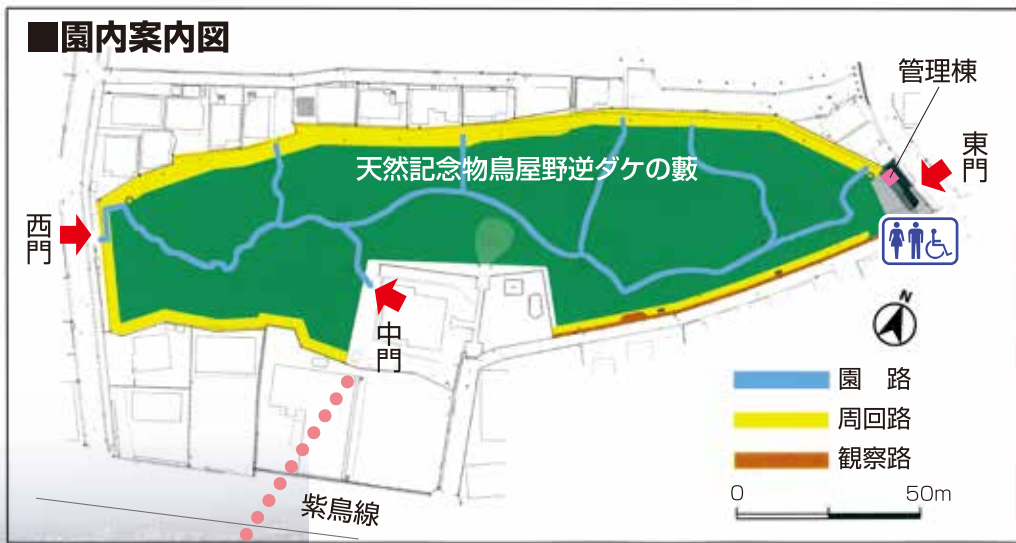 ■園内案内図
管理棟
東門
天然記念物鳥屋野逆ダケの藪
西門
中門
N
園 路
周回路
観察路
0 50m
紫鳥線